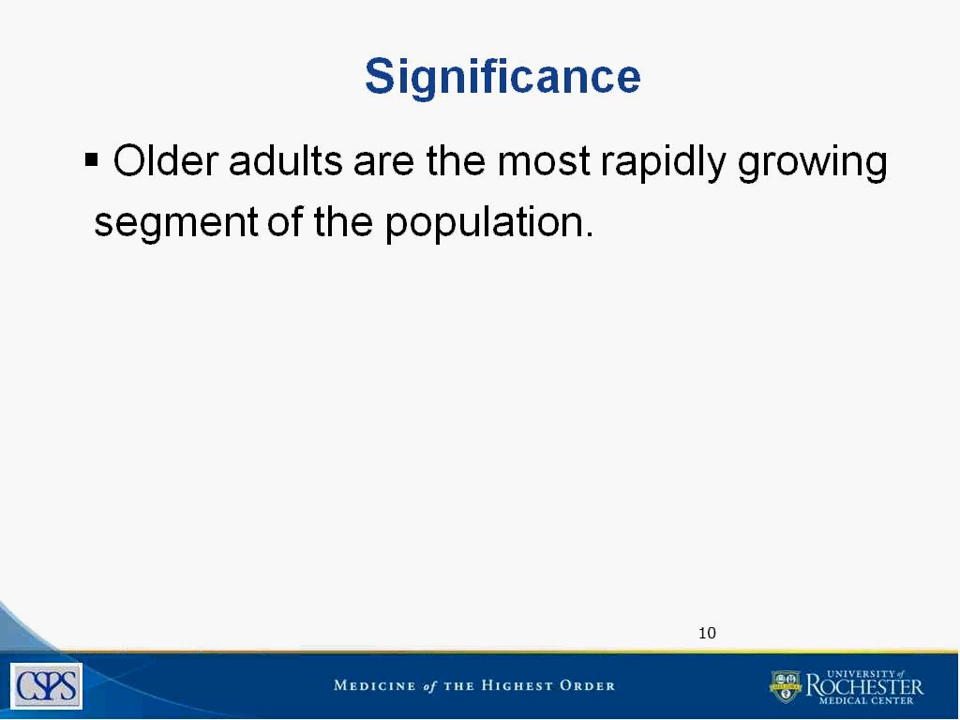 Significance
▪ Older adults are the most rapidly growing
segment of the population.
10
CSPS
MEDICINE of THE HIGHEST ORDER
UNIVERSITY of
ROCHESTER
MEDICAL CENTER